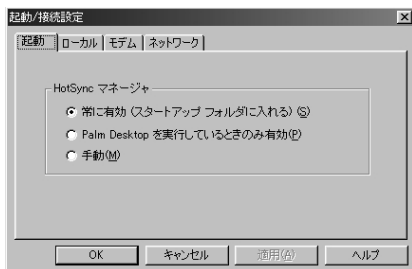 起動/接続設定
起動 ローカル モデム ネットワーク
HotSync マネージャ
常に有効 (スタートアップ フォルダに入れる) (S)
Palm Desktop を実行しているときのみ有効(P)
手動(M)
OK キャンセル 適用(A) ヘルプ